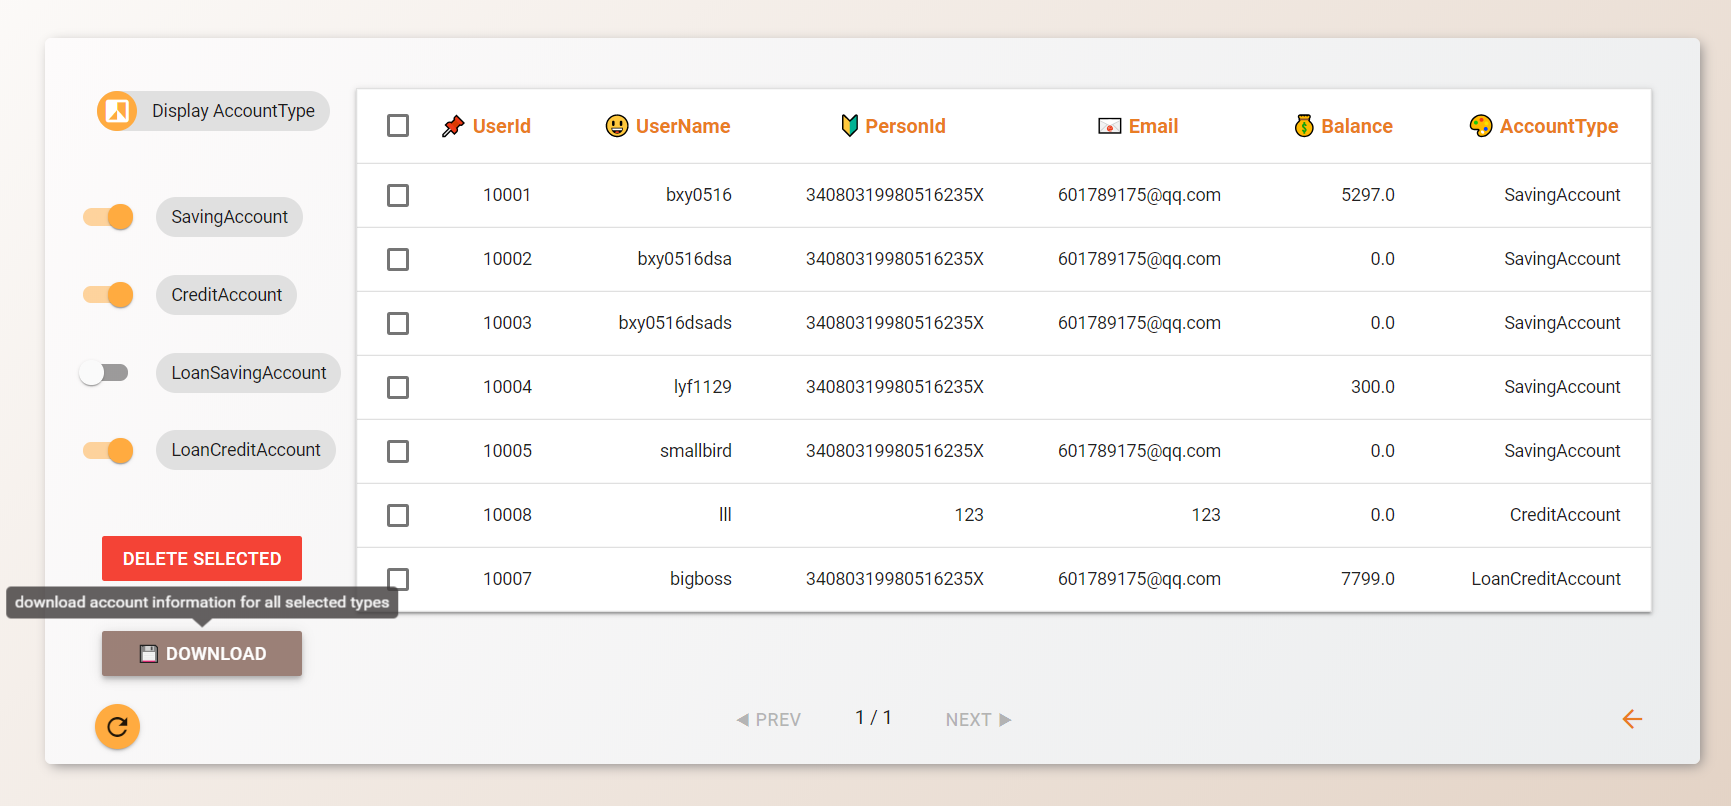 Display AccountType
SavingAccount
CreditAccount
LoanSavingAccount
LoanCreditAccount
DELETE SELECTED
download account information for all selected types
DOWNLOAD
UserId UserName PersonId Email Balance AccountType
10001 bxy0516 34080319980516235X 601789175@qq.com 5297.0 SavingAccount
10002 bxy0516dsa 34080319980516235X 601789175@qq.com 0.0 SavingAccount
10003 bxy0516dsads 34080319980516235X 601789175@qq.com 0.0 SavingAccount
10004 lyf1129 34080319980516235X 300.0 SavingAccount
10005 smallbird 34080319980516235X 601789175@qq.com 0.0 SavingAccount
10008 lll 123 123 0.0 CreditAccount
10007 bigboss 34080319980516235X 601789175@qq.com 7799.0 LoanCreditAccount
◀ PREV 1 / 1 NEXT ▶